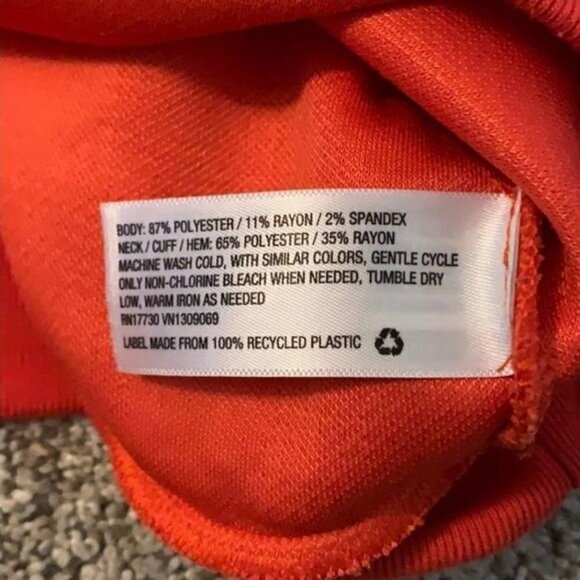 BODY: 87% POLYESTER / 11% RAYON / 2% SPANDEX
NECK / CUFF / HEM: 65% POLYESTER / 35% RAYON
MACHINE WASH COLD, WITH SIMILAR COLORS, GENTLE CYCLE
ONLY NON-CHLORINE BLEACH WHEN NEEDED, TUMBLE DRY
LOW, WARM IRON AS NEEDED
RN17730 VN1309069
LABEL MADE FROM 100% RECYCLED PLASTIC